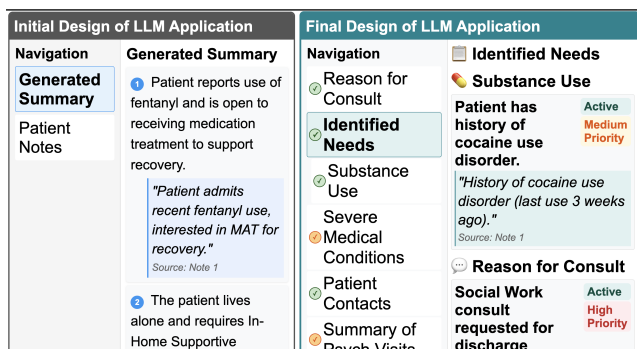 Initial Design of LLM Application
Navigation
Generated
Summary
Patient
Notes
Generated Summary
1 Patient reports use of
fentanyl and is open to
receiving medication
treatment to support
recovery.
"Patient admits
recent fentanyl use,
interested in MAT for
recovery."
Source: Note 1
2 The patient lives
alone and requires In-
Home Supportive
Final Design of LLM Application
Navigation
Reason for
Consult
Identified
Needs
Substance
Use
Severe
Medical
Conditions
Patient
Contacts
Summary of
Psych Visits
Identified Needs
Substance Use
Patient has
history of
cocaine use
disorder.
Active
Medium
Priority
"History of cocaine use
disorder (last use 3 weeks
ago)."
Source: Note 1
Reason for Consult
Social Work
consult
requested for
discharge
Active
High
Priority